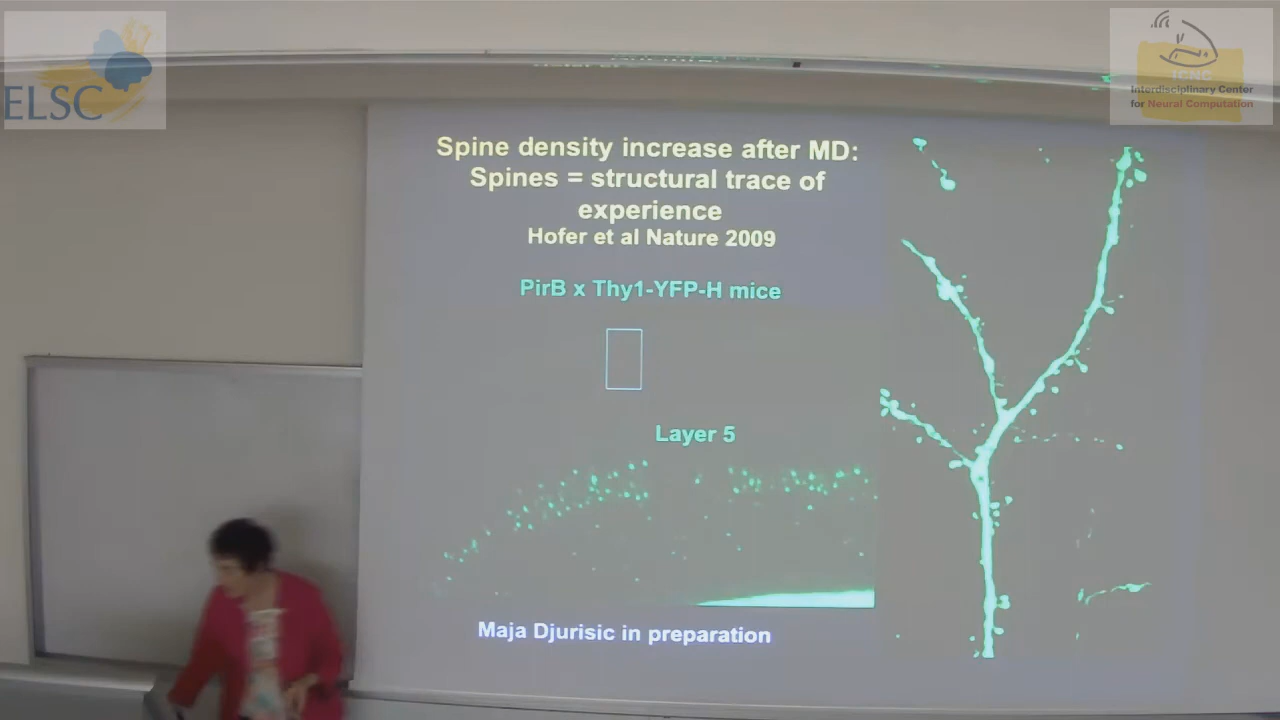 ELSC
ICNC
Interdisciplinary Center
for Neural Computation
Spine density increase after MD:
Spines = structural trace of
experience
Hofer et al Nature 2009
PirB x Thy1-YFP-H mice
Layer 5
Maja Djurisic in preparation